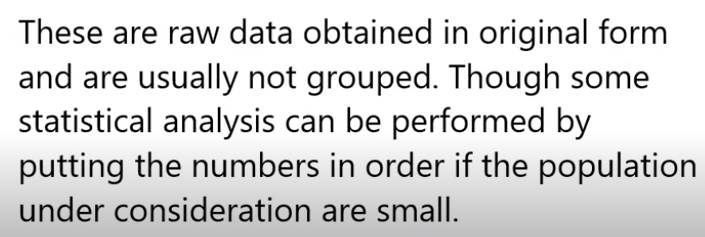 These are raw data obtained in original form
and are usually not grouped. Though some
statistical analysis can be performed by
putting the numbers in order if the population
under consideration are small.